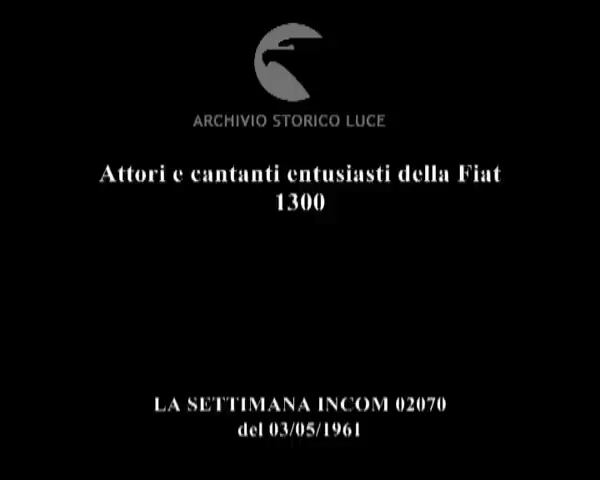 ARCHIVIO STORICO LUCE
Attori e cantanti entusiasti della Fiat
1300
LA SETTIMANA INCOM 02070
del 03/05/1961